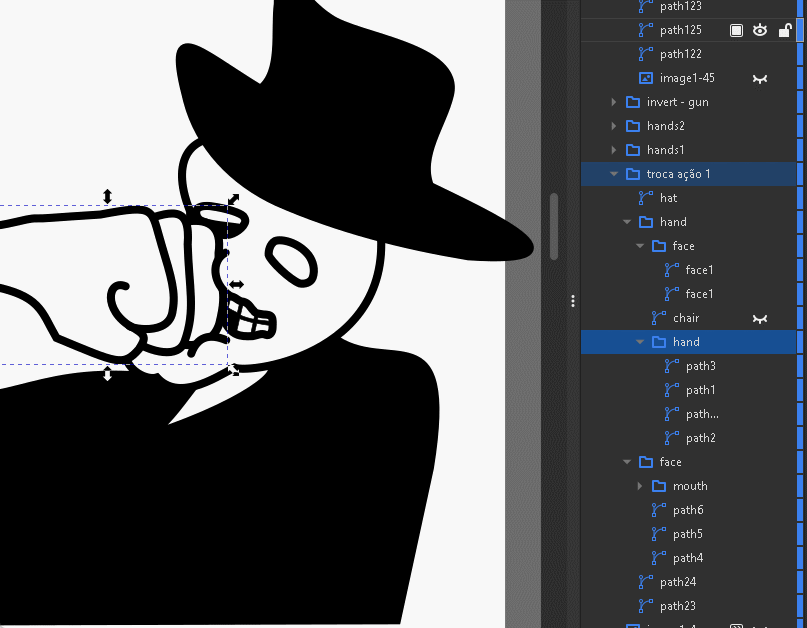 path123
path125
path122
image1-45
invert - gun
hands2
hands1
troca ação 1
hat
hand
face
face1
face1
chair
hand
path3
path1
path...
path2
face
mouth
path6
path5
path4
path24
path23